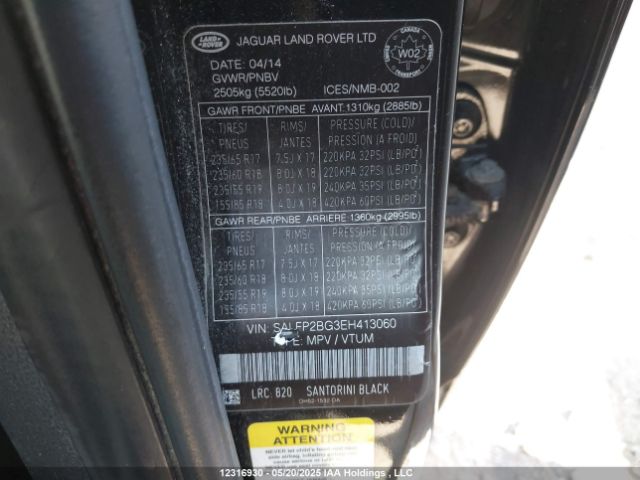 LAND ROVER JAGUAR LAND ROVER LTD
CANADA
W02
TRANSPORT
DATE: 04/14
GVWR/PNBV
2505kg (5520lb) ICES/NMB-002
GAWR FRONT/PNBE AVANT:1310kg (2885lb)
TIRES/ RIMS/ PRESSURE (COLD)/
PNEUS JANTES PRESSION (A FROID)
235/65 R17 7.5J X 17 220KPA 32PSI (LB/PO²)
235/60 R18 8.0J X 18 220KPA 32PSI (LB/PO²)
235/55 R19 8.0J X 19 240KPA 35PSI (LB/PO²)
155/85 R18 4.0J X 18 420KPA 60PSI (LB/PO²)
GAWR REAR/PNBE ARRIERE 1360kg (2995lb)
TIRES/ RIMS/ PRESSURE (COLD)/
PNEUS JANTES PRESSION (A FROID)
235/65 R17 7.5J X 17 220KPA 32PSI (LB/PO²)
235/60 R18 8.0J X 18 220KPA 32PSI (LB/PO²)
235/55 R19 8.0J X 19 240KPA 35PSI (LB/PO²)
155/85 R18 4.0J X 18 420KPA 60PSI (LB/PO²)
VIN: SALFP2BG3EH413060
TYPE: MPV / VTUM
LRC 820 SANTORINI BLACK
WARNING
ATTENTION
12316930 - 05/20/2025 - IAA Holdings, LLC